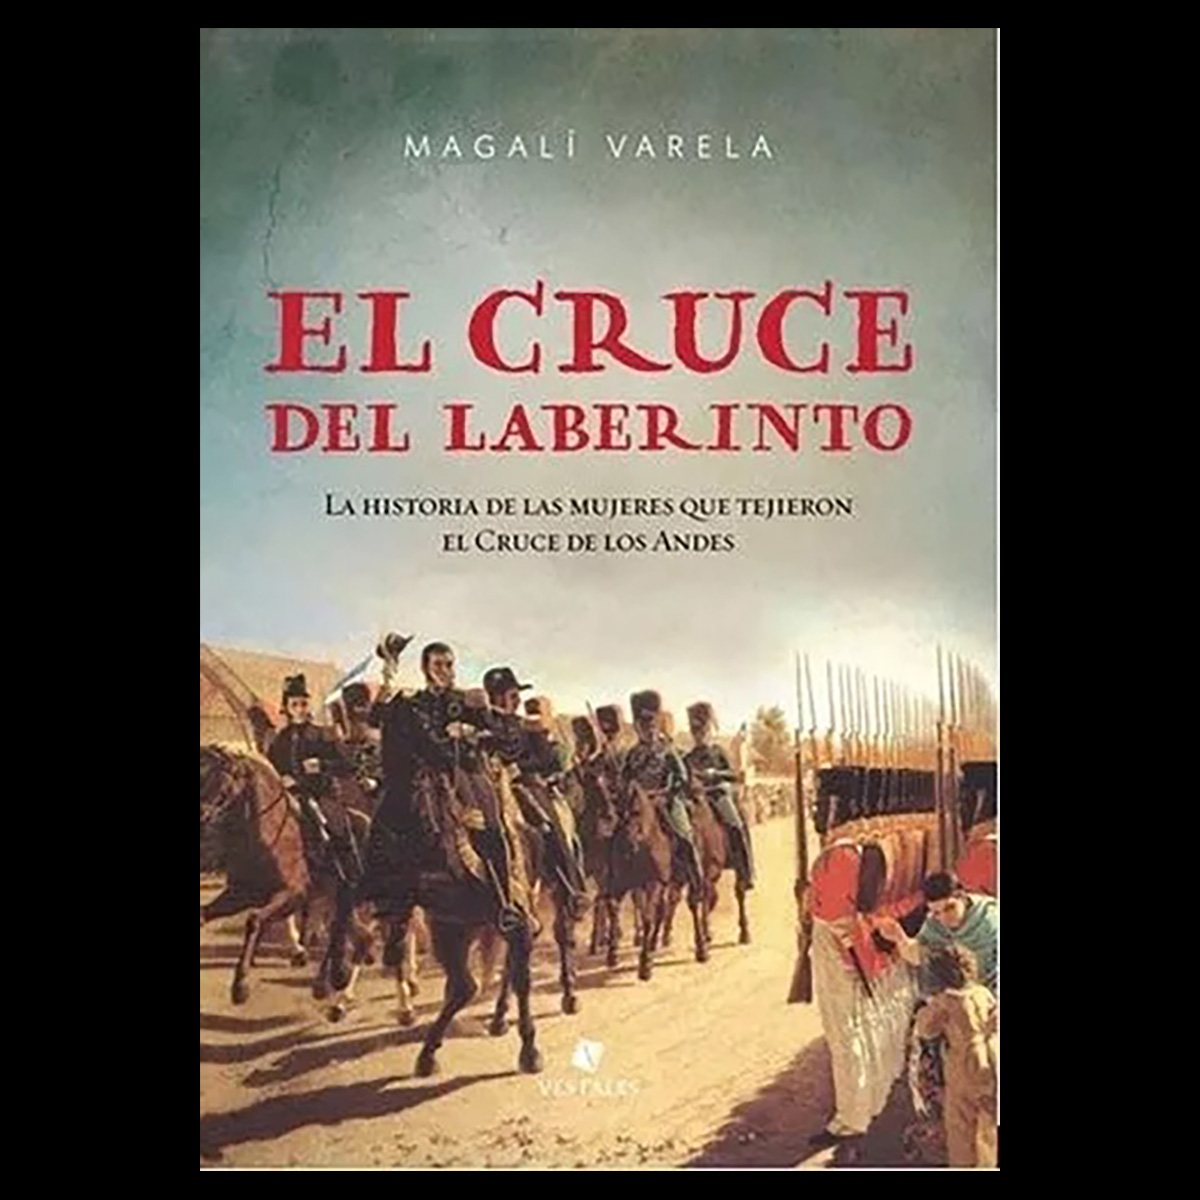 MAGALÍ VARELA
EL CRUCE
DEL LABERINTO
LA HISTORIA DE LAS MUJERES QUE TEJIERON
EL CRUCE DE LOS ANDES
VESTALES